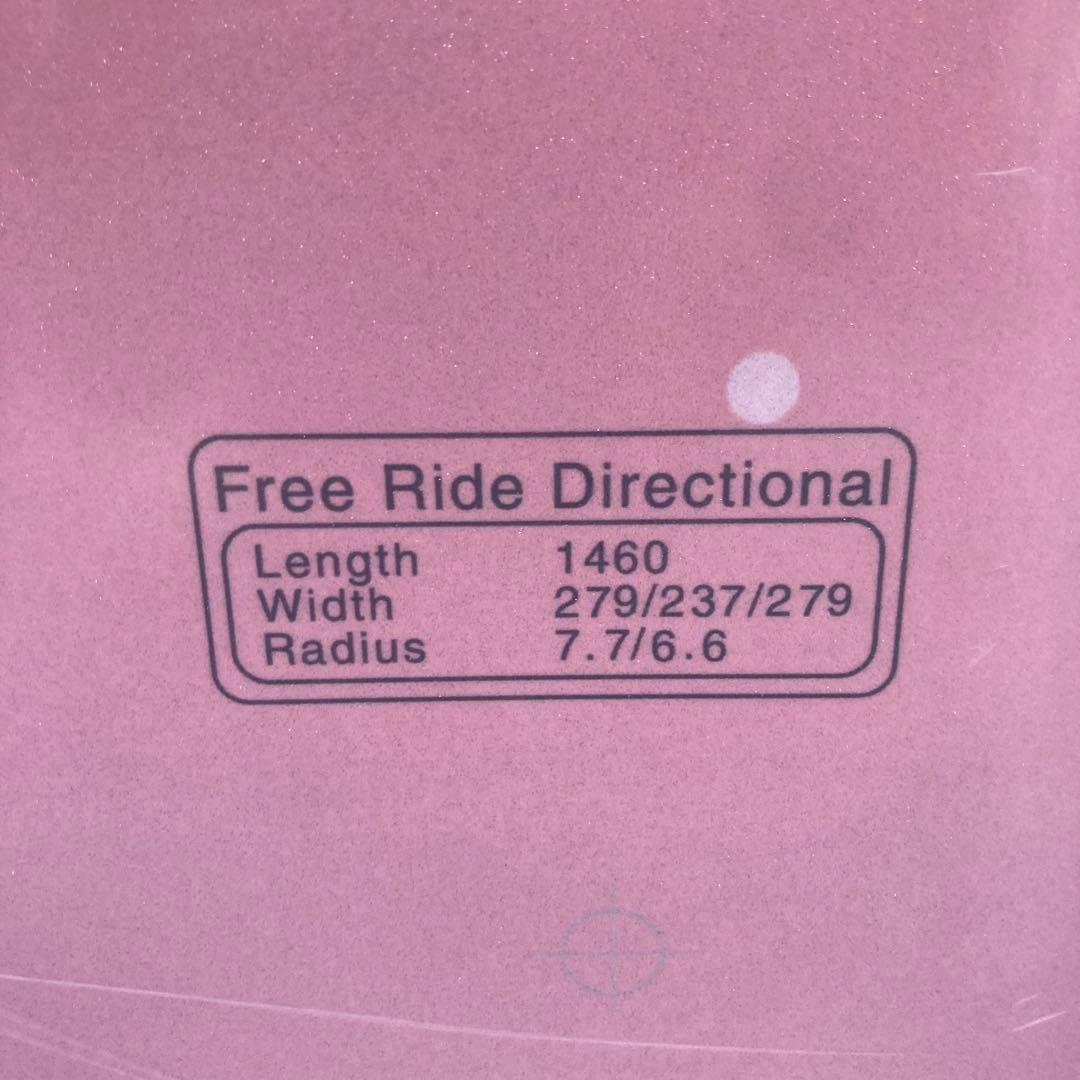 Free Ride Directional
Length 1460
Width 279/237/279
Radius 7.7/6.6